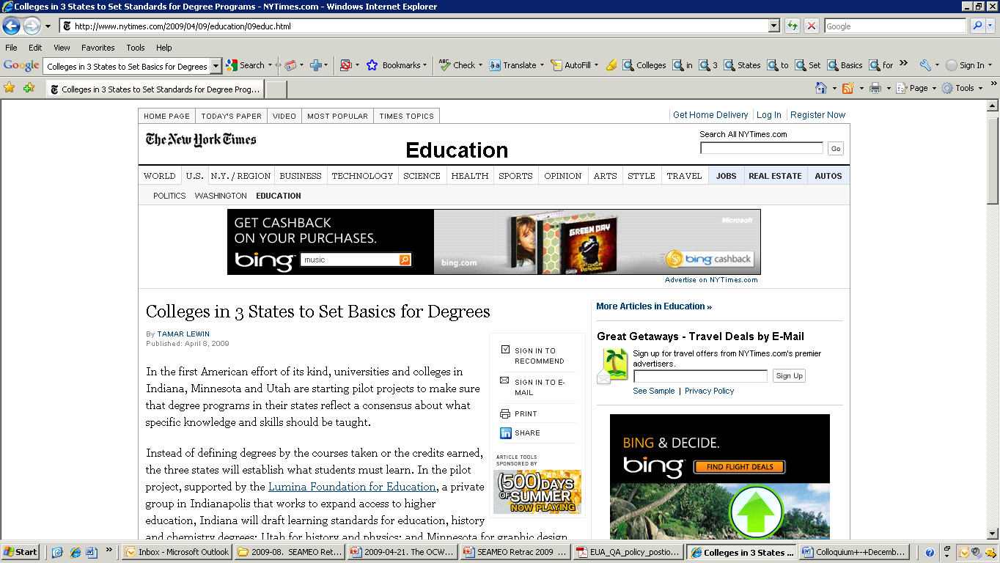 Colleges in 3 States to Set Standards for Degree Programs - NYTimes.com - Windows Internet Explorer
http://www.nytimes.com/2009/04/09/education/09educ.html
Google
File Edit View Favorites Tools Help
Google Colleges in 3 States to Set Basics for Degrees Search Bookmarks Check Translate AutoFill Colleges in 3 States to Set Basics for Sign In
Colleges in 3 States to Set Standards for Degree Prog... Page Tools
HOME PAGE TODAY'S PAPER VIDEO MOST POPULAR TIMES TOPICS
Get Home Delivery Log In Register Now
The New York Times
Education
Search All NYTimes.com
Go
WORLD U.S. N.Y. / REGION BUSINESS TECHNOLOGY SCIENCE HEALTH SPORTS OPINION ARTS STYLE TRAVEL JOBS REAL ESTATE AUTOS
POLITICS WASHINGTON EDUCATION
GET CASHBACK
ON YOUR PURCHASES.
bing music
bing.com
GREEN DAY
Microsoft
bing cashback
Advertise on NYTimes.com
Colleges in 3 States to Set Basics for Degrees
By TAMAR LEWIN
Published: April 8, 2009
In the first American effort of its kind, universities and colleges in
Indiana, Minnesota and Utah are starting pilot projects to make sure
that degree programs in their states reflect a consensus about what
specific knowledge and skills should be taught.
Instead of defining degrees by the courses taken or the credits earned,
the three states will establish what students must learn. In the pilot
project, supported by the Lumina Foundation for Education, a private
group in Indianapolis that works to expand access to higher
education, Indiana will draft learning standards for education, history
and chemistry degrees; Utah for history and physics; and Minnesota for graphic design
SIGN IN TO
RECOMMEND
SIGN IN TO E-
MAIL
PRINT
SHARE
ARTICLE TOOLS
SPONSORED BY
(500) DAYS
OF SUMMER
NOW PLAYING
More Articles in Education »
Great Getaways - Travel Deals by E-Mail
Sign up for travel offers from NYTimes.com's premier
advertisers.
Sign Up
See Sample | Privacy Policy
BING & DECIDE.
bing FIND FLIGHT DEALS
Start Inbox - Microsoft Outlook 2009-08. SEAMEO Ret... 2009-04-21. The OCW... SEAMEO Retrac 2009 ... EUA_QA_policy_postio... Colleges in 3 States ... Colloquium+-+Decemb...